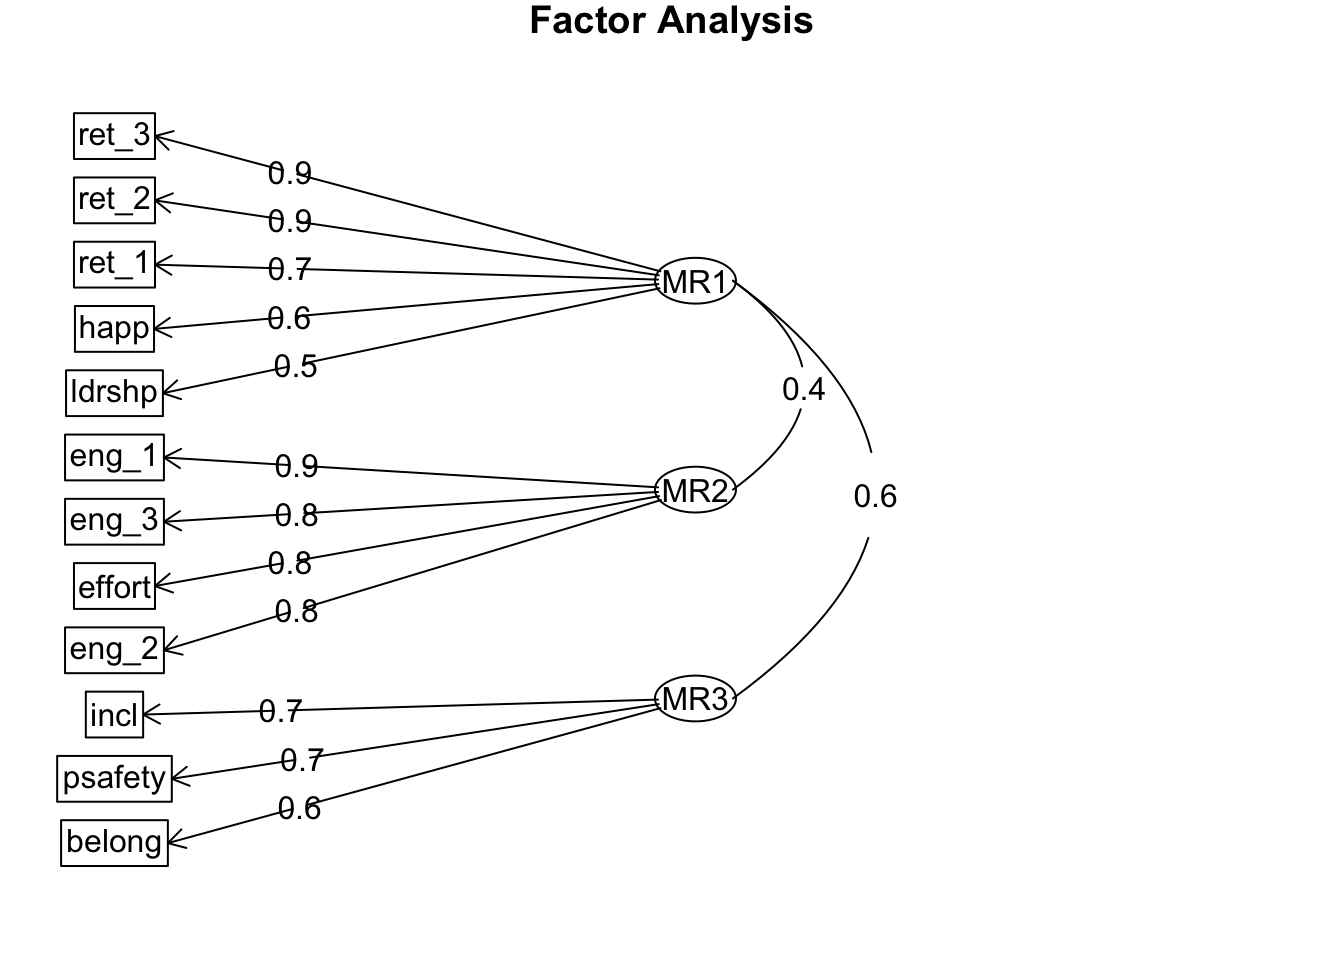 Factor Analysis
ret_3
0.9
ret_2
0.9
ret_1
0.7
MR1
happ
0.6
ldrshp
0.5
0.4
eng_1
0.9
MR2
0.6
eng_3
0.8
effort
0.8
eng_2
0.8
incl
0.7
MR3
psafety
0.7
belong
0.6